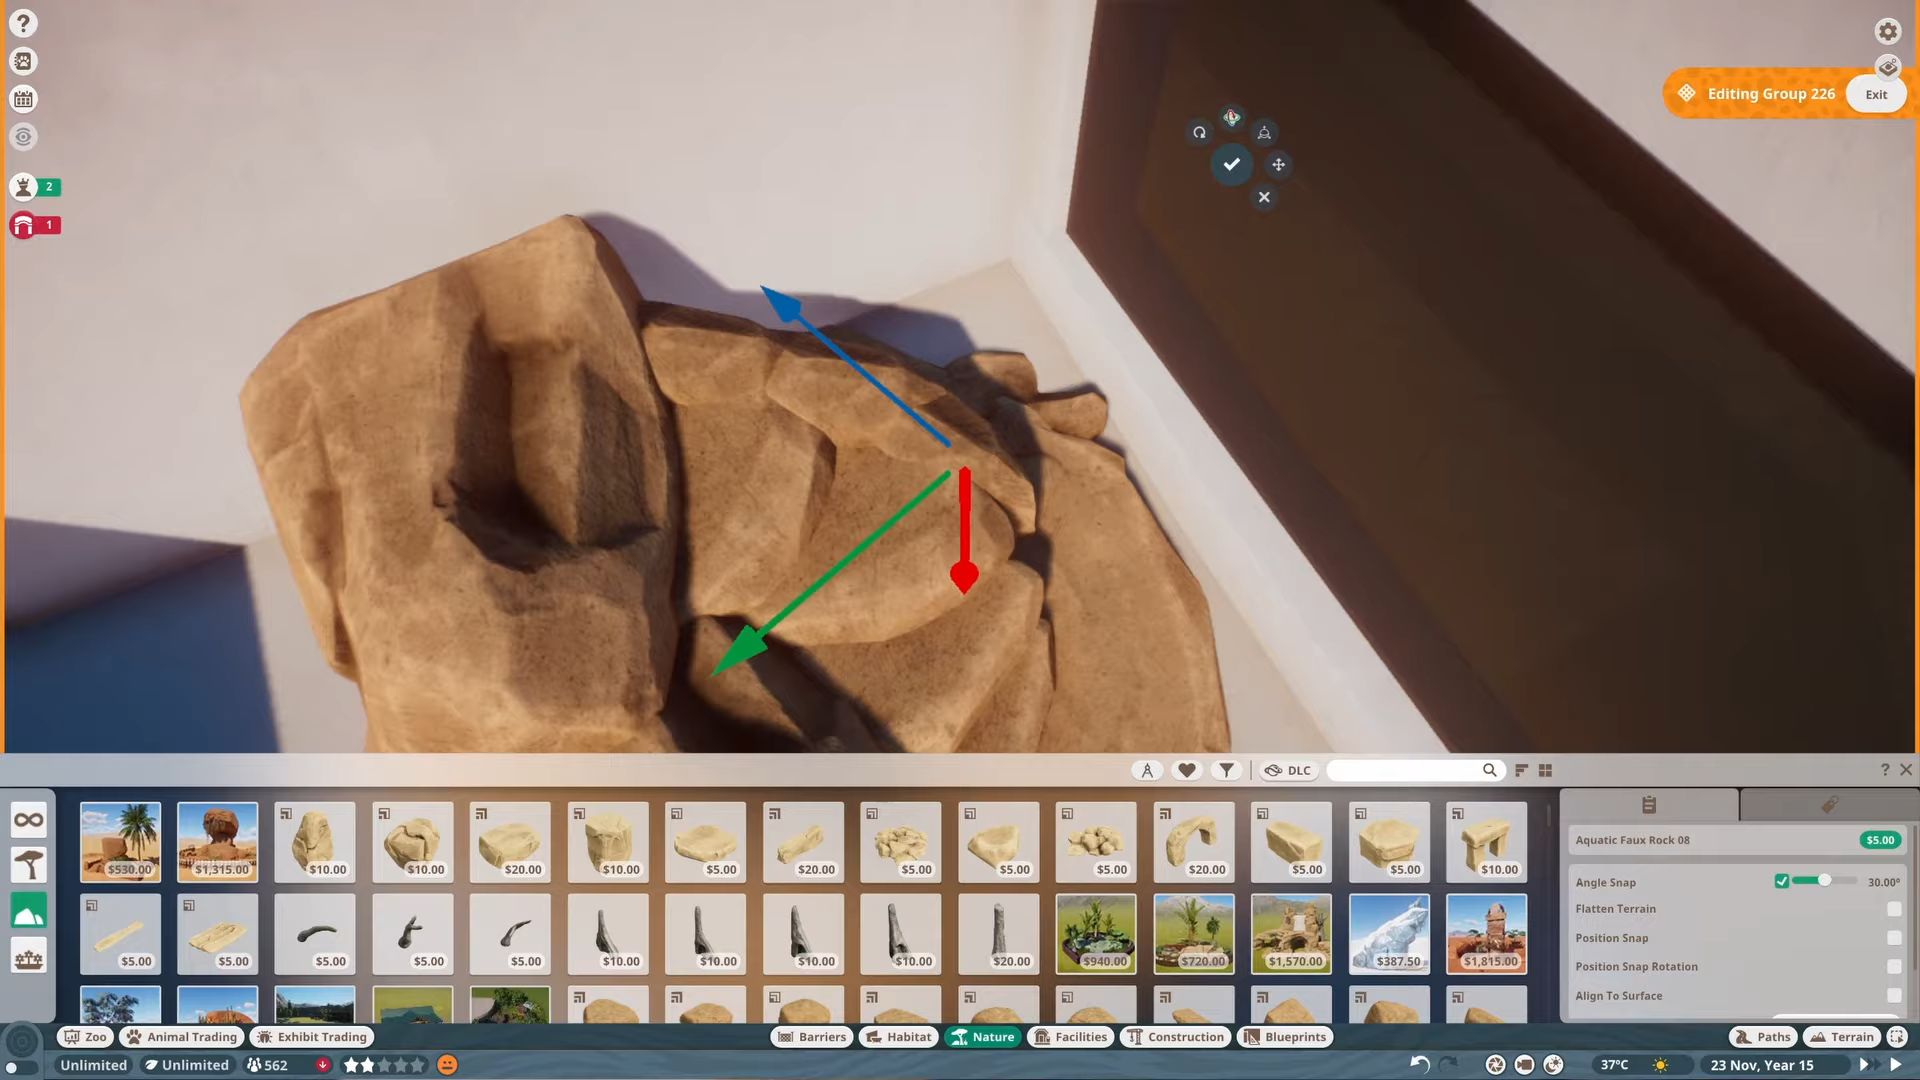 ?
Editing Group 226
Exit
2
1
DLC
?
$530.00
$1,315.00
$10.00
$10.00
$20.00
$10.00
$5.00
$20.00
$5.00
$5.00
$5.00
$20.00
$5.00
$5.00
$10.00
$5.00
$5.00
$5.00
$5.00
$5.00
$10.00
$10.00
$10.00
$10.00
$20.00
$940.00
$720.00
$1,570.00
$387.50
$1,815.00
Aquatic Faux Rock 08
$5.00
Angle Snap
30.00°
Flatten Terrain
Position Snap
Position Snap Rotation
Align To Surface
Zoo
Animal Trading
Exhibit Trading
Barriers
Habitat
Nature
Facilities
Construction
Blueprints
Paths
Terrain
Unlimited
Unlimited
562
37°C
23 Nov, Year 15